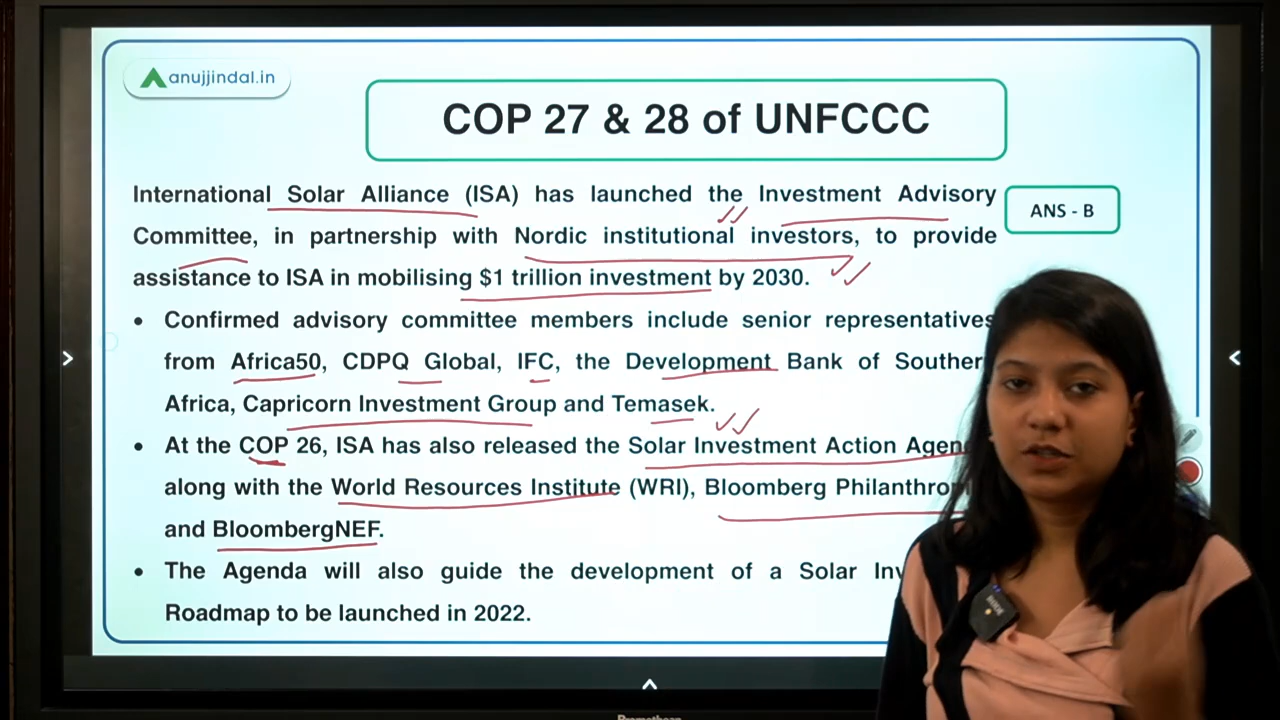 anujjindal.in
COP 27 & 28 of UNFCCC
International Solar Alliance (ISA) has launched the Investment Advisory
Committee, in partnership with Nordic institutional investors, to provide
assistance to ISA in mobilising $1 trillion investment by 2030.
ANS - B
• Confirmed advisory committee members include senior representatives
from Africa50, CDPQ Global, IFC, the Development Bank of Southern
Africa, Capricorn Investment Group and Temasek.
• At the COP 26, ISA has also released the Solar Investment Action
along with the World Resources Institute (WRI), Bloomberg
and BloombergNEF.
• The Agenda will also guide the development of a Solar
Roadmap to be launched in 2022.